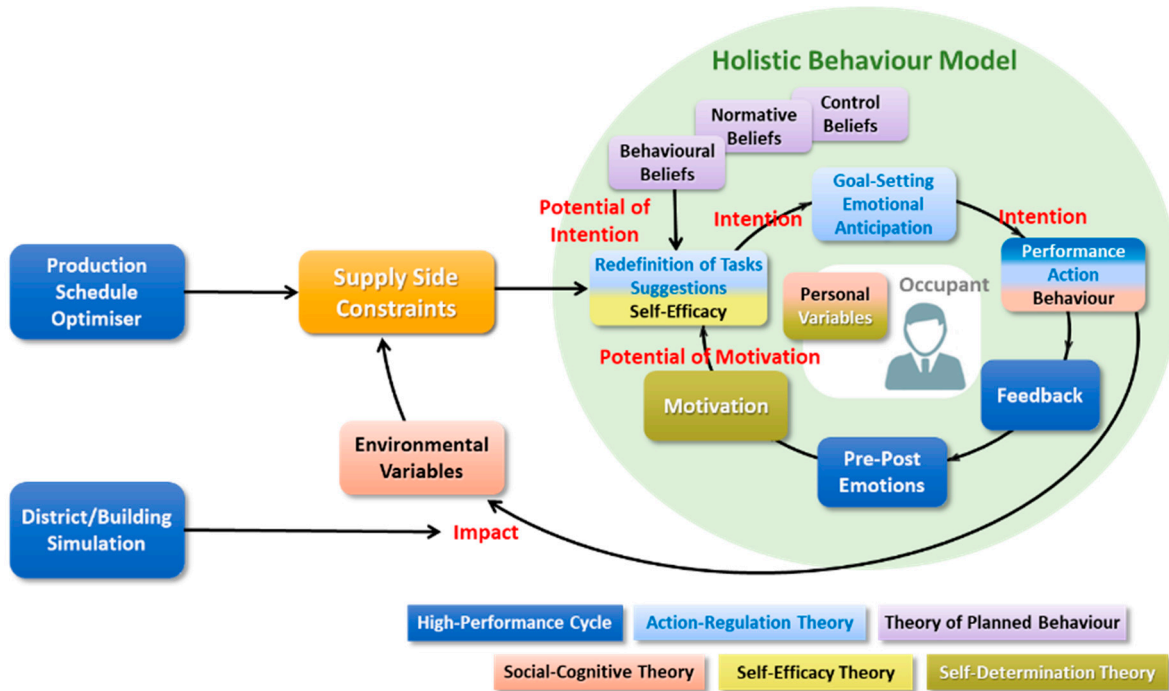 Holistic Behaviour Model
Control
Beliefs
Normative
Beliefs
Behavioural
Beliefs
Goal-Setting
Emotional
Anticipation
Potential of
Intention
Intention
Intention
Production
Schedule
Optimiser
Supply Side
Constraints
Redefinition of Tasks
Suggestions
Self-Efficacy
Personal
Variables
Occupant
Performance
Action
Behaviour
Potential of Motivation
Motivation
Feedback
Environmental
Variables
Pre-Post
Emotions
District/Building
Simulation
Impact
High-Performance Cycle
Action-Regulation Theory
Theory of Planned Behaviour
Social-Cognitive Theory
Self-Efficacy Theory
Self-Determination Theory